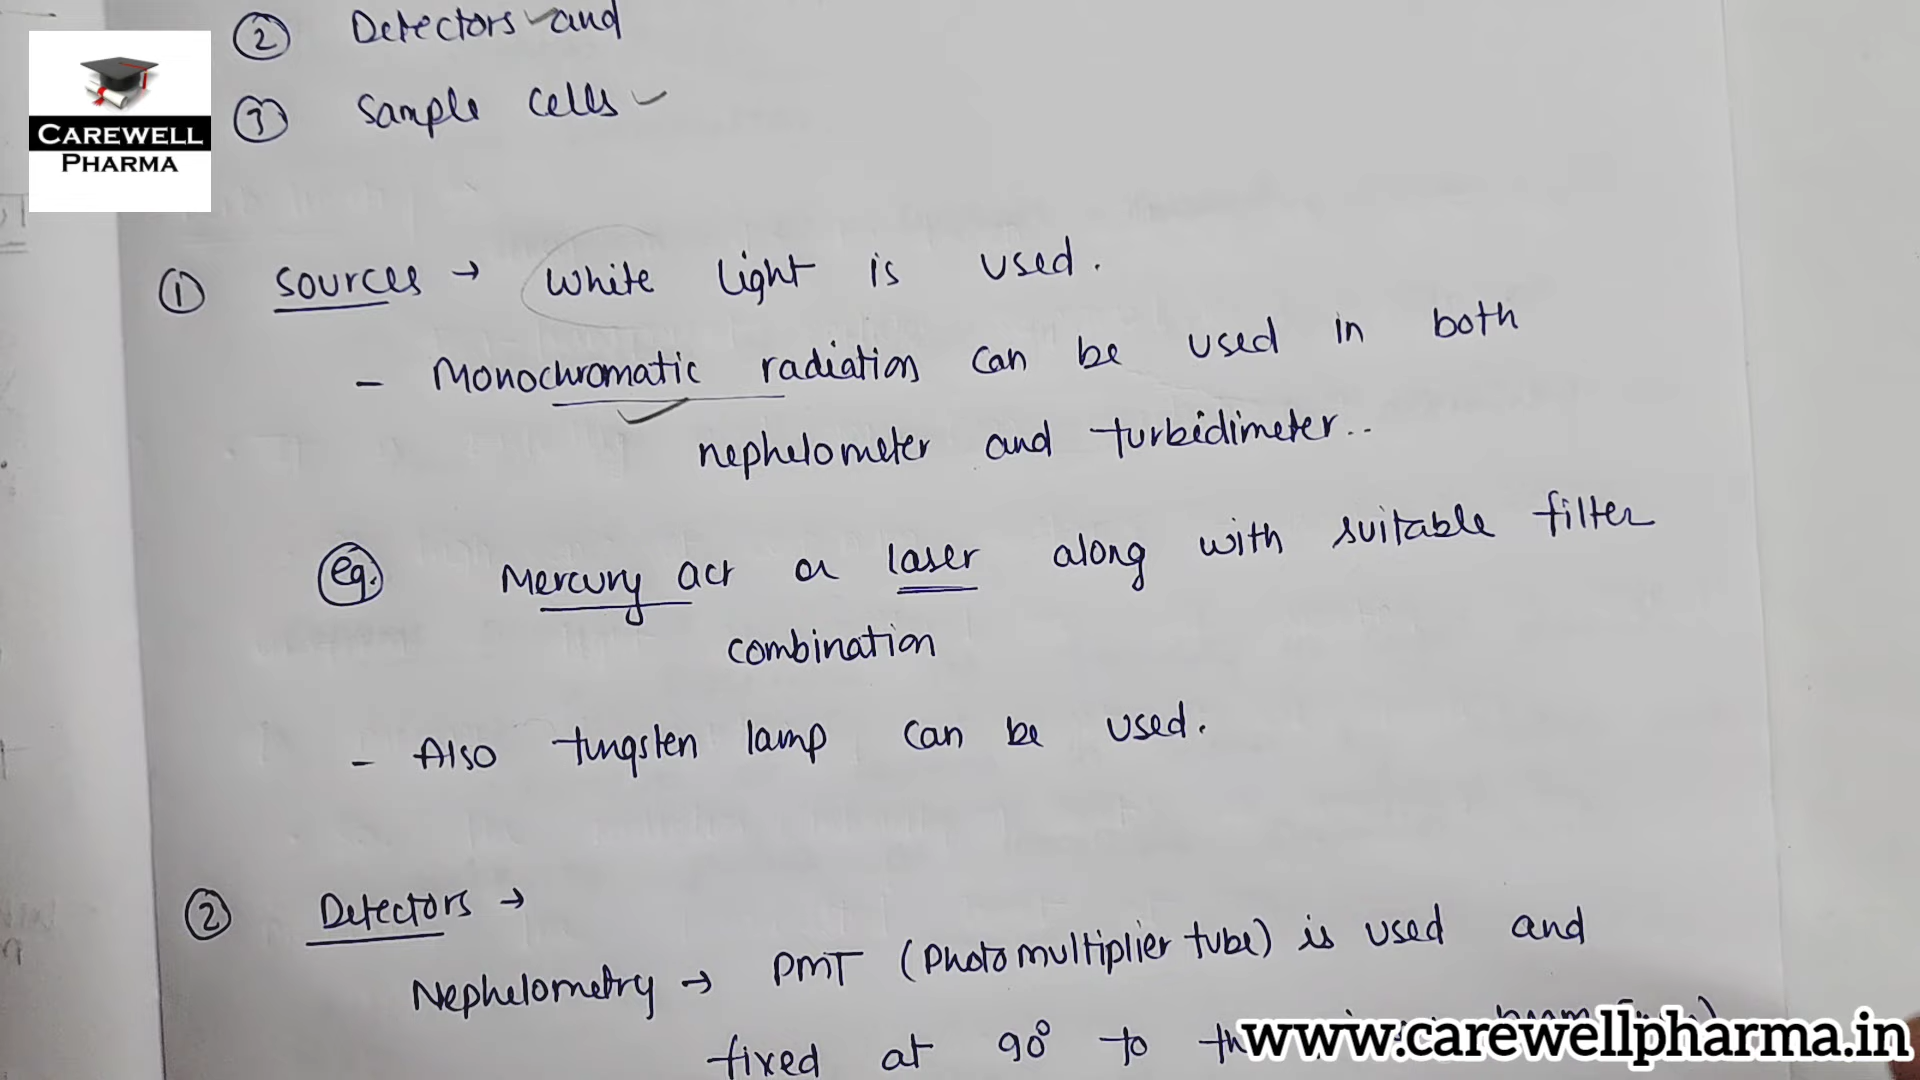 ② Detectors and
③ Sample cells
CAREWELL
PHARMA
① Sources → White light is used.
- Monochromatic radiation can be used in both
nephelometer and turbidimeter..
eg. Mercury acr or laser along with suitable filter
combination
- Also tungsten lamp can be used.
② Detectors →
Nephelometry → PMT (Photomultiplier tube) is used and
fixed at 90° to
www.carewellpharma.in